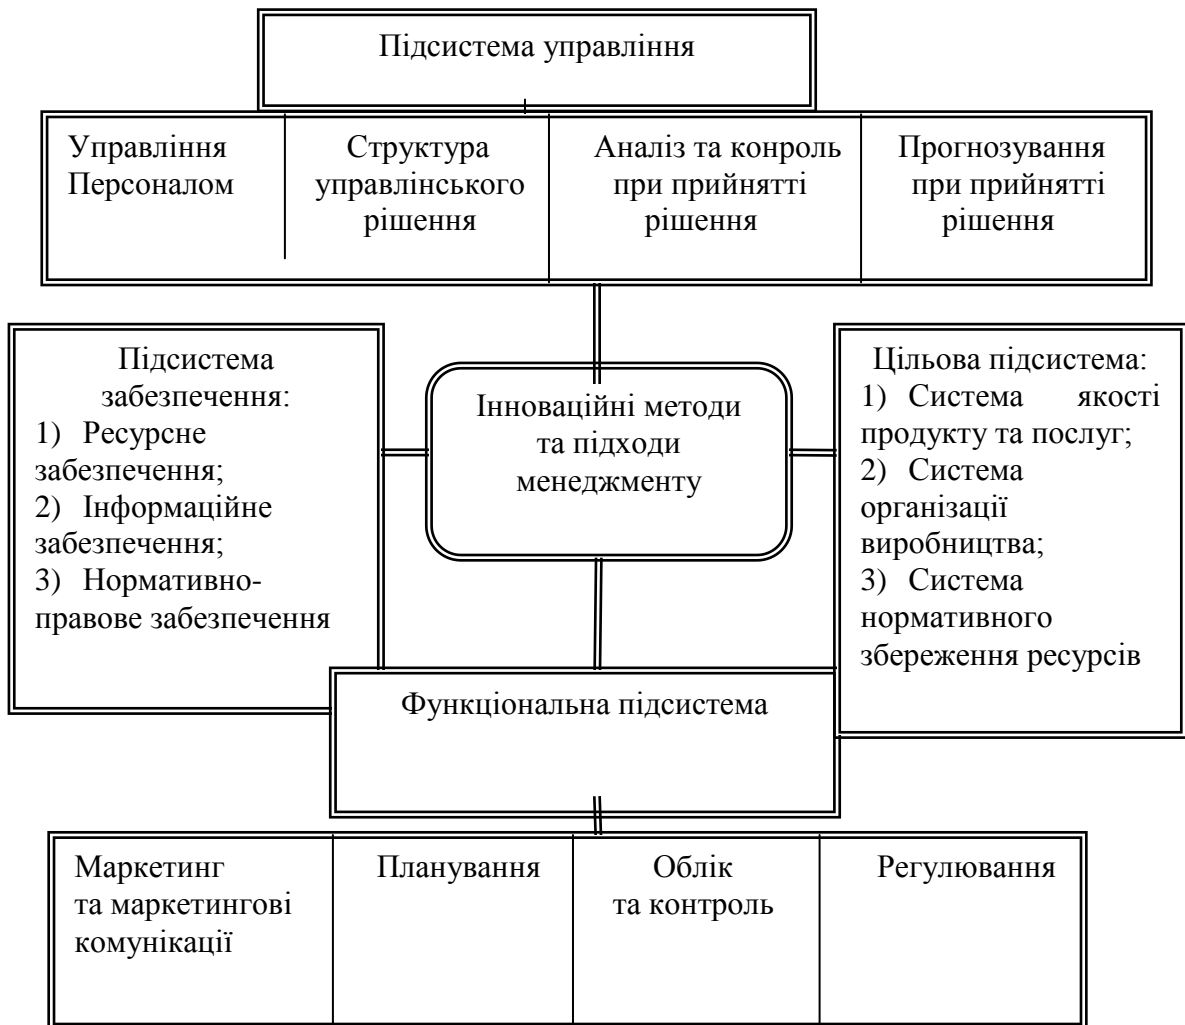 Підсистема управління
Управління
Персоналом
Структура
управлінського
рішення
Аналіз та конроль
при прийнятті
рішення
Прогнозування
при прийнятті
рішення
Підсистема
забезпечення:
1) Ресурсне
забезпечення;
2) Інформаційне
забезпечення;
3) Нормативно-
правове забезпечення
Інноваційні методи
та підходи
менеджменту
Цільова підсистема:
1) Система якості
продукту та послуг;
2) Система
організації
виробництва;
3) Система
нормативного
збереження ресурсів
Функціональна підсистема
Маркетинг
та маркетингові
комунікації
Планування
Облік
та контроль
Регулювання